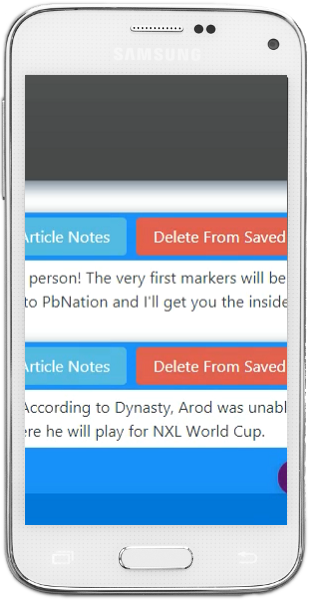 SAMSUNG
Article Notes
Delete From Saved
person! The very first markers will be
to PbNation and I'll get you the inside
Article Notes
Delete From Saved
According to Dynasty, Arod was unabl
ere he will play for NXL World Cup.